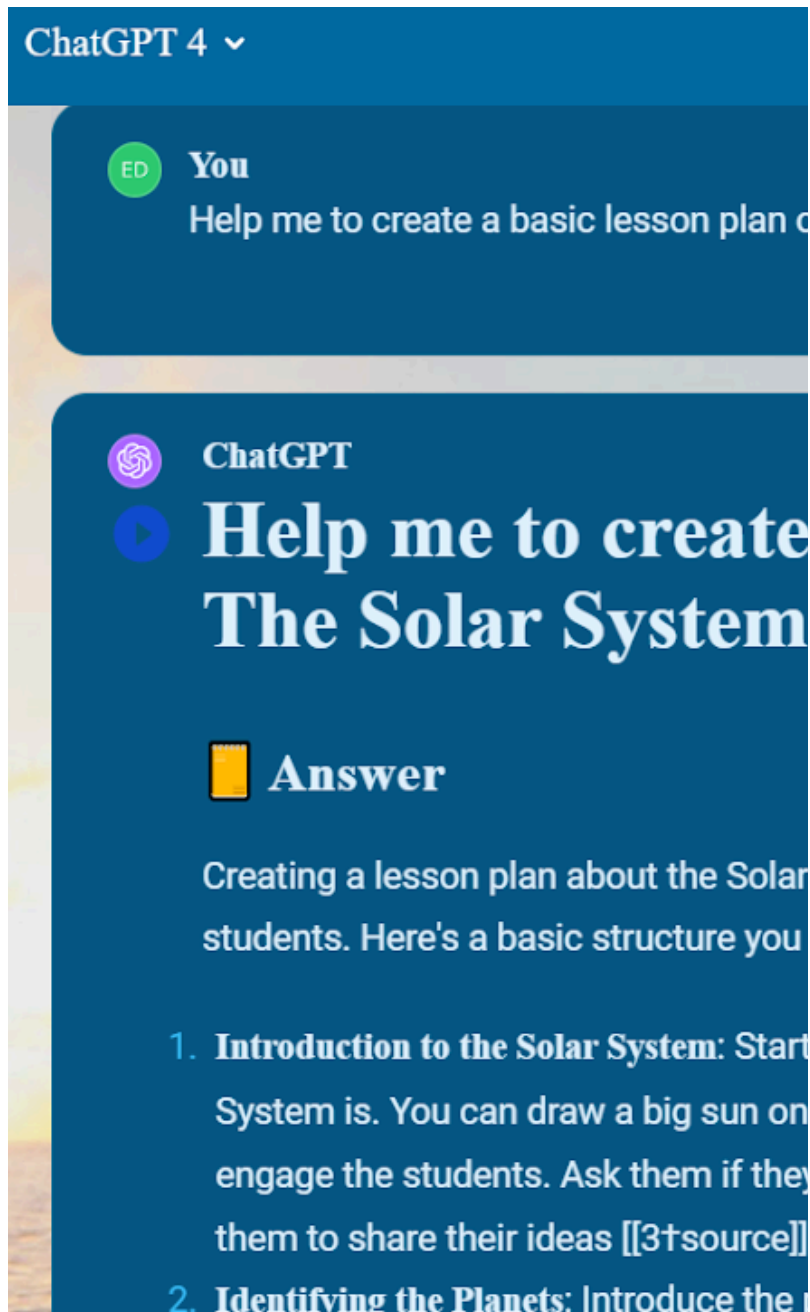 ChatGPT 4
ED
You
Help me to create a basic lesson plan
ChatGPT
Help me to create
The Solar System
Answer
Creating a lesson plan about the Solar
students. Here's a basic structure you
1. Introduction to the Solar System: Start
System is. You can draw a big sun on
engage the students. Ask them if they
them to share their ideas [[3†source]]
2. Identifying the Planets: Introduce the